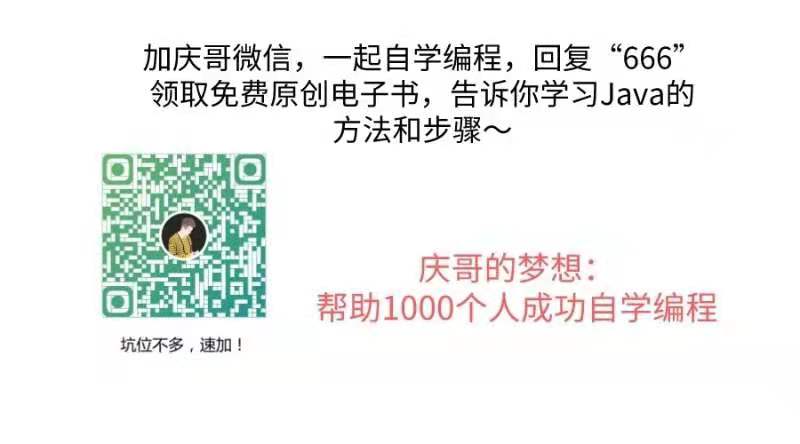 加庆哥微信，一起自学编程，回复“666”
领取免费原创电子书，告诉你学习Java的
方法和步骤～
庆哥的梦想：
帮助1000个人成功自学编程
坑位不多，速加！